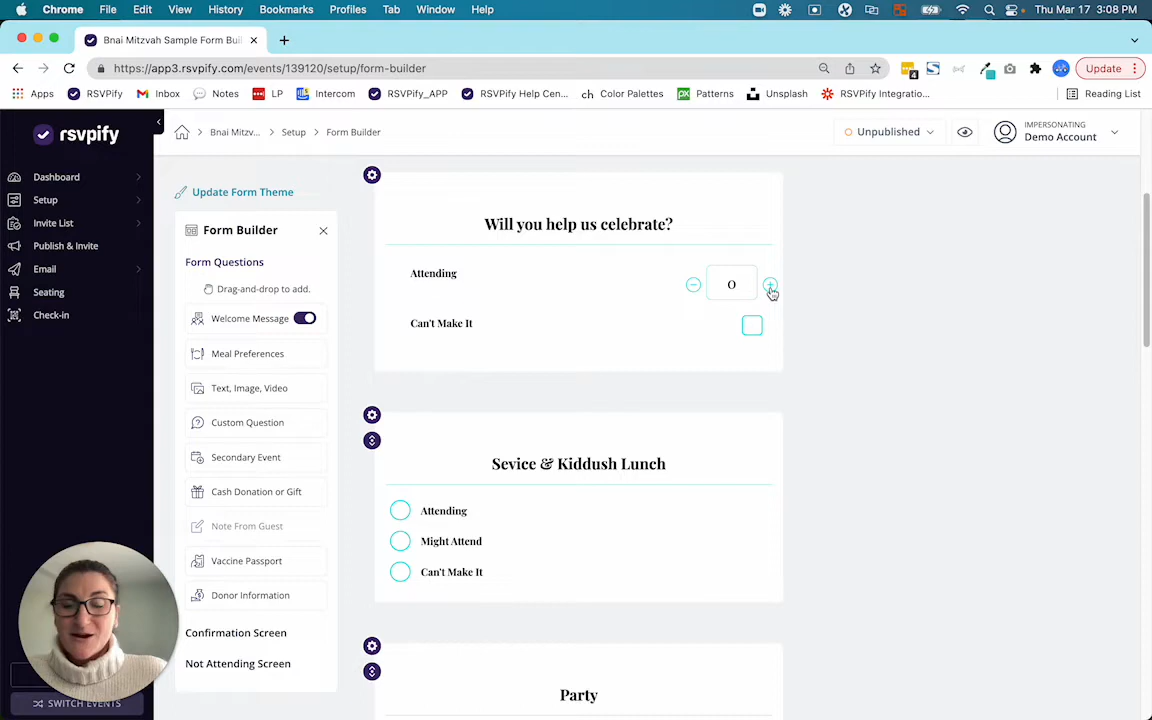 Chrome File Edit View History Bookmarks Profiles Tab Window Help Thu Mar 17 3:08 PM
Bnai Mitzvah Sample Form Buil
https://app3.rsvpify.com/events/139120/setup/form-builder 4 Update
Apps RSVPify Inbox Notes LP Intercom RSVPify_APP RSVPify Help Cen... ch Color Palettes PX Patterns Unsplash RSVPify Integratio... Reading List
rsvpify
Bnai Mitzv... > Setup > Form Builder
Unpublished
IMPERSONATING
Demo Account
Dashboard
Setup
Invite List
Publish & Invite
Email
Seating
Check-in
SWITCH EVENTS
Update Form Theme
Form Builder
Form Questions
Drag-and-drop to add.
Welcome Message
Meal Preferences
Text, Image, Video
Custom Question
Secondary Event
Cash Donation or Gift
Note From Guest
Vaccine Passport
Donor Information
Confirmation Screen
Not Attending Screen
Will you help us celebrate?
Attending
0
Can't Make It
Sevice & Kiddush Lunch
Attending
Might Attend
Can't Make It
Party